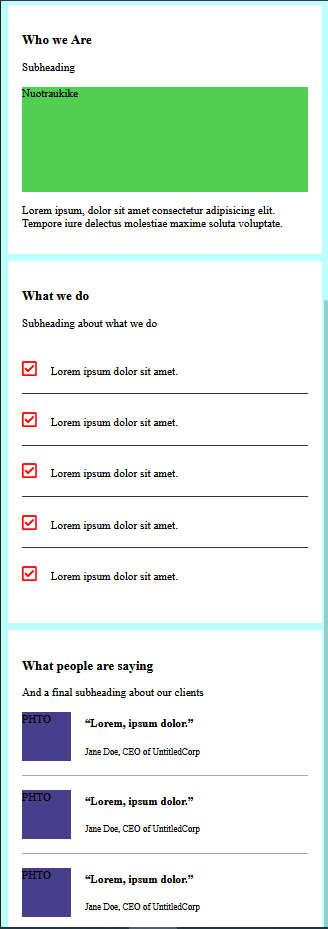 Who we Are
Subheading
Nuotraukike
Lorem ipsum, dolor sit amet consectetur adipisicing elit.
Tempore iure delectus molestiae maxime soluta voluptate.
What we do
Subheading about what we do
Lorem ipsum dolor sit amet.
Lorem ipsum dolor sit amet.
Lorem ipsum dolor sit amet.
Lorem ipsum dolor sit amet.
Lorem ipsum dolor sit amet.
What people are saying
And a final subheading about our clients
PHTO
“Lorem, ipsum dolor.”
Jane Doe, CEO of UntitledCorp
PHTO
“Lorem, ipsum dolor.”
Jane Doe, CEO of UntitledCorp
PHTO
“Lorem, ipsum dolor.”
Jane Doe, CEO of UntitledCorp